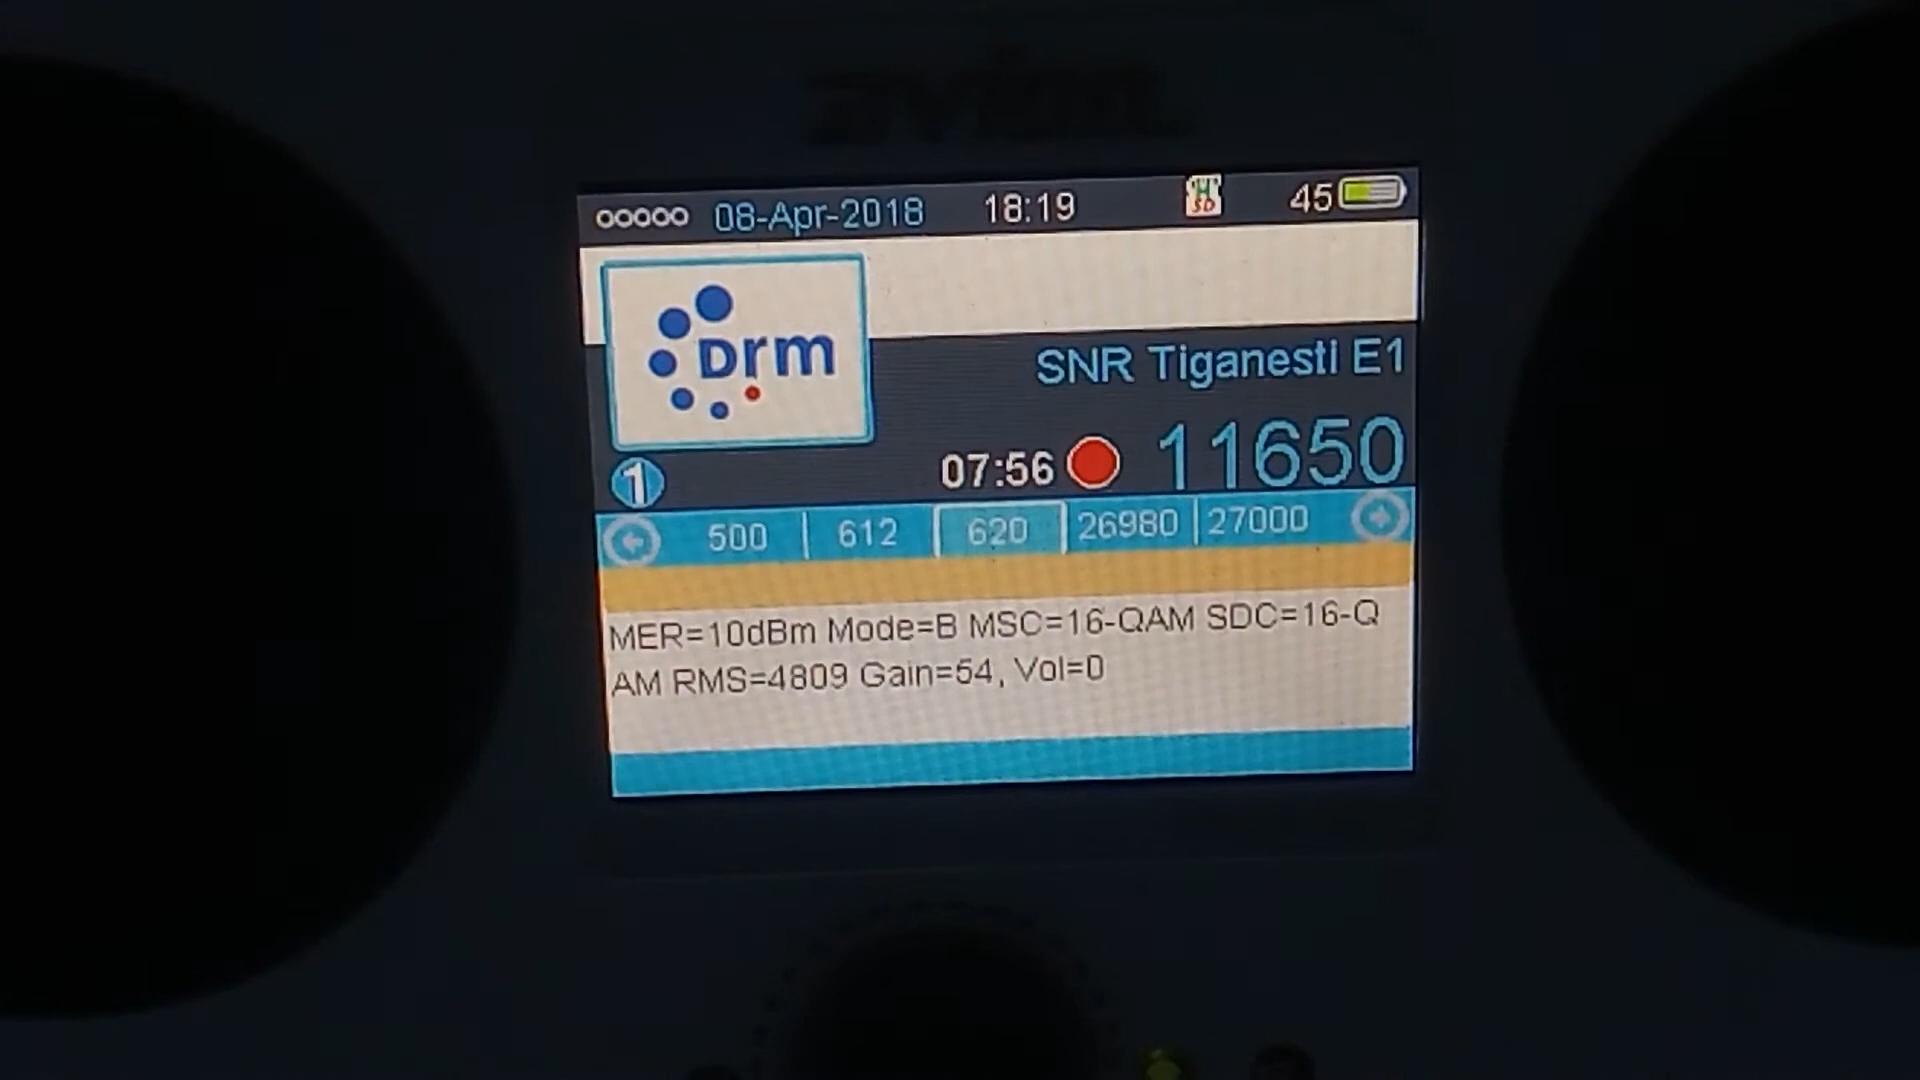 08-Apr-2018 18:19 45
Drm
SNR Tiganesti E1
1 07:56 11650
500 612 620 26980 27000
MER=10dBm Mode=B MSC=16-QAM SDC=16-Q
AM RMS=4809 Gain=54, Vol=0